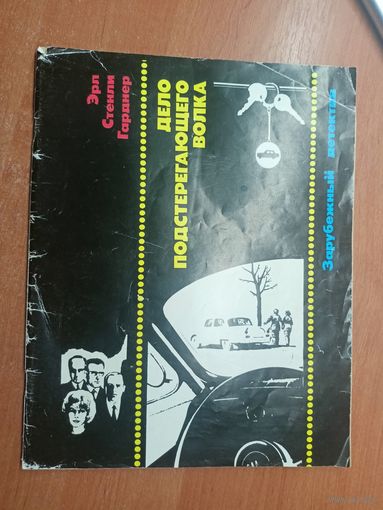 Эрл
Стенли
Гарднер
ДЕЛО
ПОДСТЕРЕГАЮЩЕГО
ВОЛКА
Зарубежный детектив